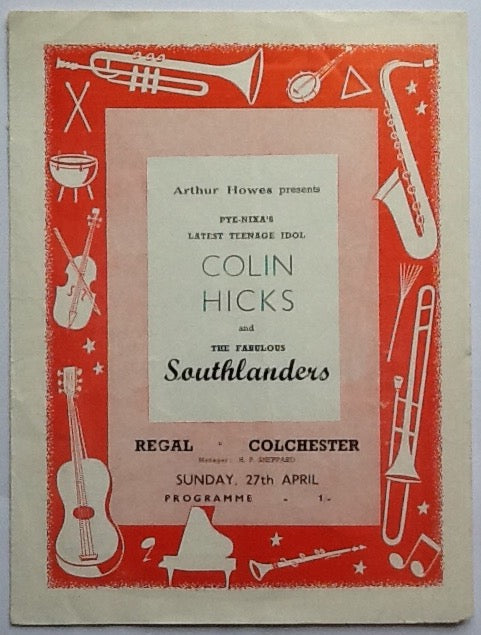 Arthur Howes presents
PYE-NIXA'S
LATEST TEENAGE IDOL
COLIN
HICKS
and
THE FABULOUS
Southlanders
REGAL - COLCHESTER
Manager: H. P. SHEPPARD
SUNDAY, 27th APRIL
PROGRAMME - 1/-